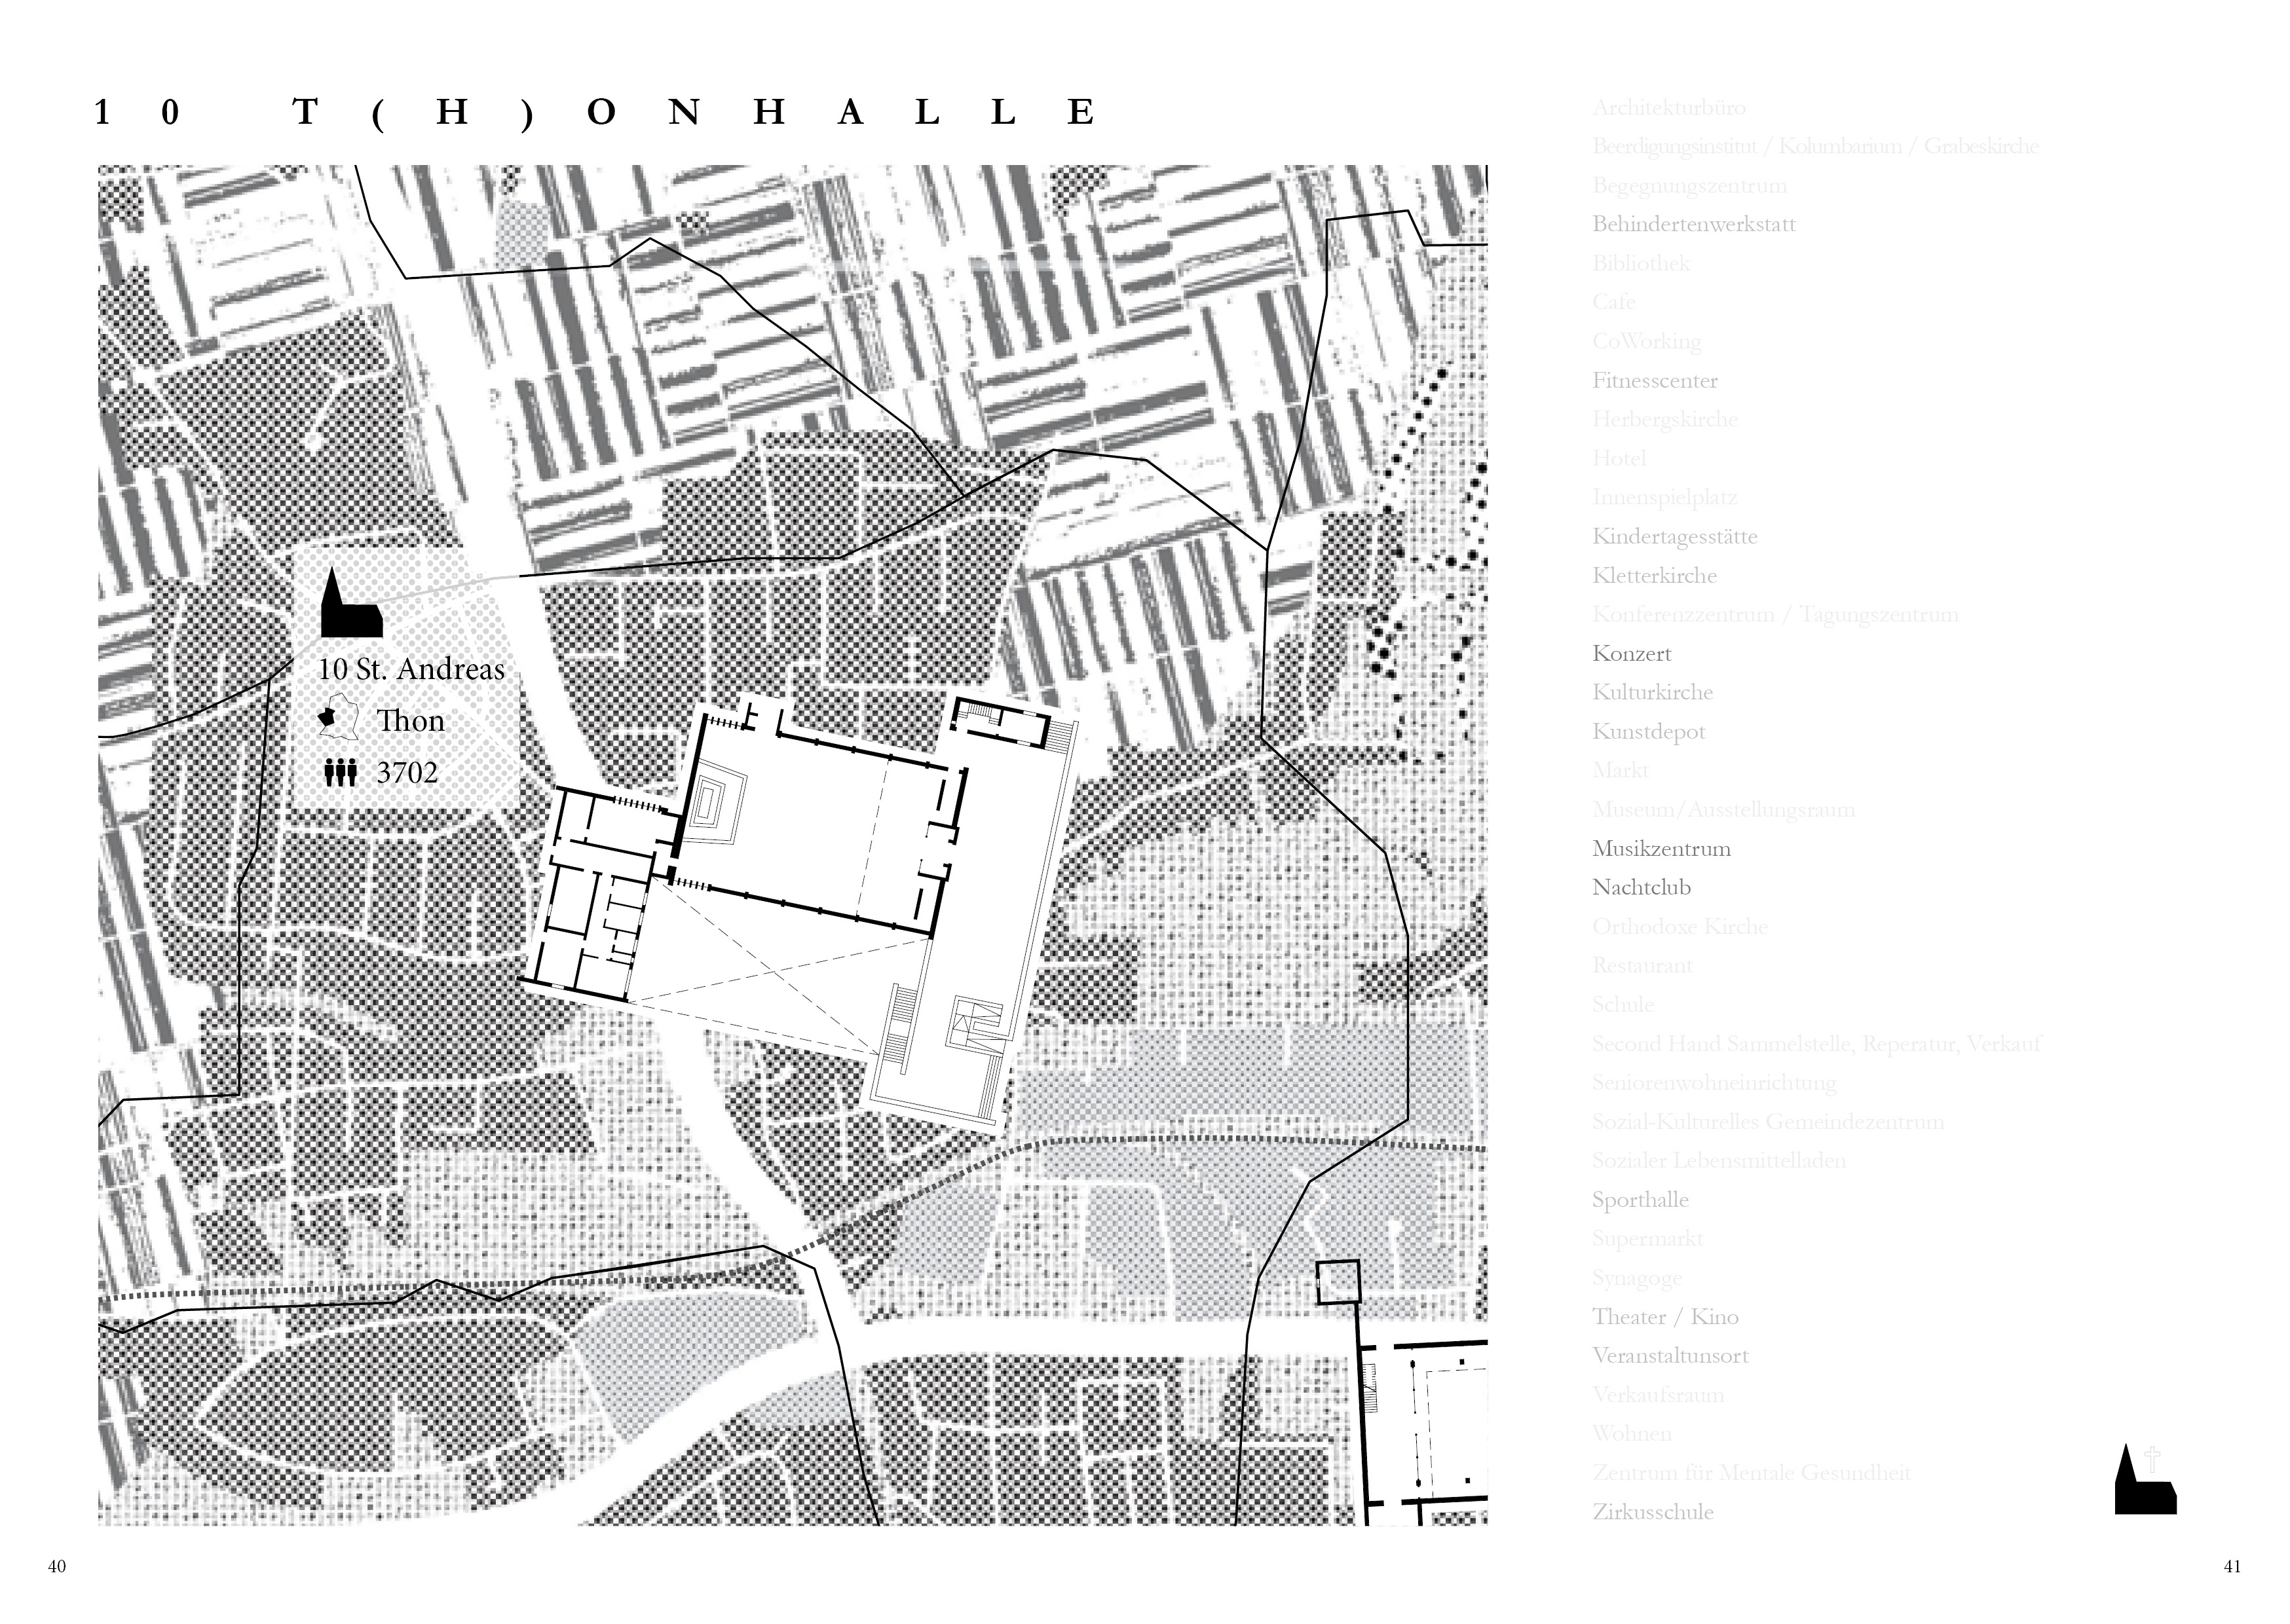 10 T(H)ONHALLE
10 St. Andreas
Thon
3702
Architekturbüro
Beerdigungsinstitut / Kolumbarium / Grabeskirche
Begegnungszentrum
Behindertenwerkstatt
Bibliothek
Cafe
CoWorking
Fitnesscenter
Herbergskirche
Hotel
Innenspielplatz
Kindertagesstätte
Kletterkirche
Konferenzzentrum / Tagungszentrum
Konzert
Kulturkirche
Kunstdepot
Markt
Museum/Ausstellungsraum
Musikzentrum
Nachtclub
Orthodoxe Kirche
Restaurant
Schule
Second Hand Sammelstelle, Reperatur, Verkauf
Seniorenwohneinrichtung
Sozial-Kulturelles Gemeindezentrum
Sozialer Lebensmittelladen
Sporthalle
Supermarkt
Synagoge
Theater / Kino
Veranstaltunsort
Verkaufsraum
Wohnen
Zentrum für Mentale Gesundheit
Zirkusschule
40
41